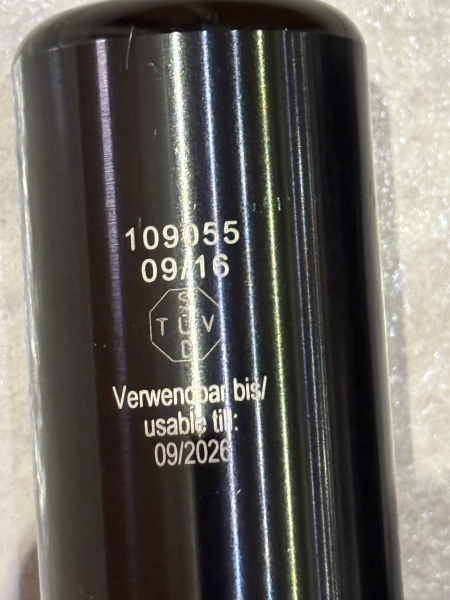 109055
09/16
S
TÜV
D
Verwendbar bis/
usable till:
09/2026